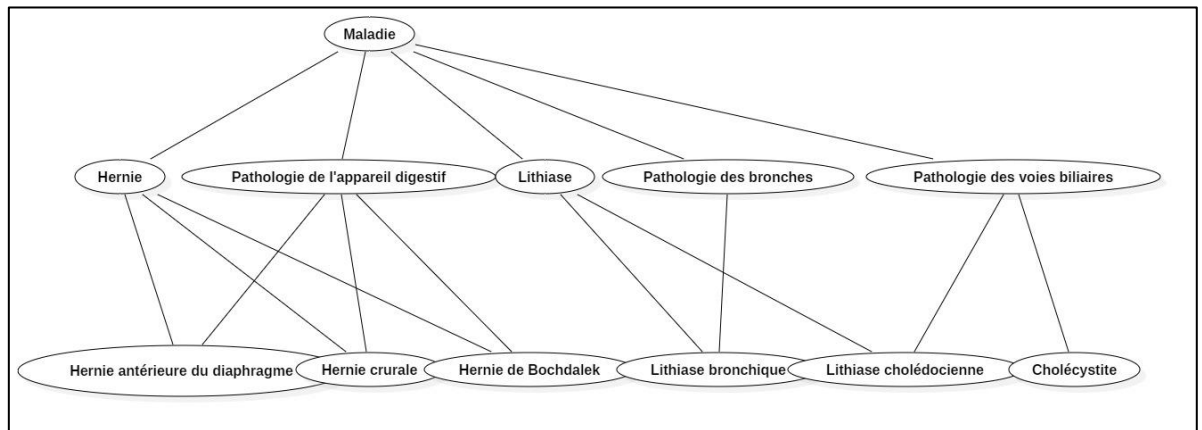 Maladie
Hernie
Pathologie de l'appareil digestif
Lithiase
Pathologie des bronches
Pathologie des voies biliaires
Hernie antérieure du diaphragme
Hernie crurale
Hernie de Bochdalek
Lithiase bronchique
Lithiase cholédocienne
Cholécystite